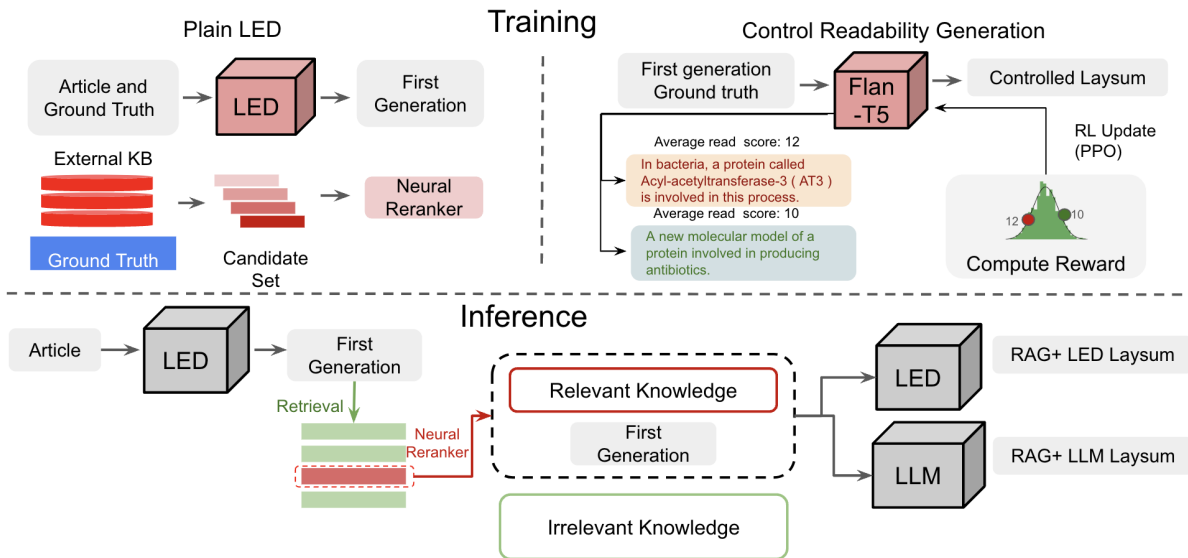 Training
Plain LED
Article and
Ground Truth
LED
First
Generation
External KB
Ground Truth
Candidate
Set
Neural
Reranker
Control Readability Generation
First generation
Ground truth
Flan
-T5
Controlled Laysum
Average read score: 12
In bacteria, a protein called
Acyl-acetyltransferase-3 ( AT3 )
is involved in this process.
Average read score: 10
A new molecular model of a
protein involved in producing
antibiotics.
RL Update
(PPO)
12
10
Compute Reward
Inference
Article
LED
First
Generation
Retrieval
Neural
Reranker
Relevant Knowledge
First
Generation
Irrelevant Knowledge
LED
RAG+ LED Laysum
LLM
RAG+ LLM Laysum